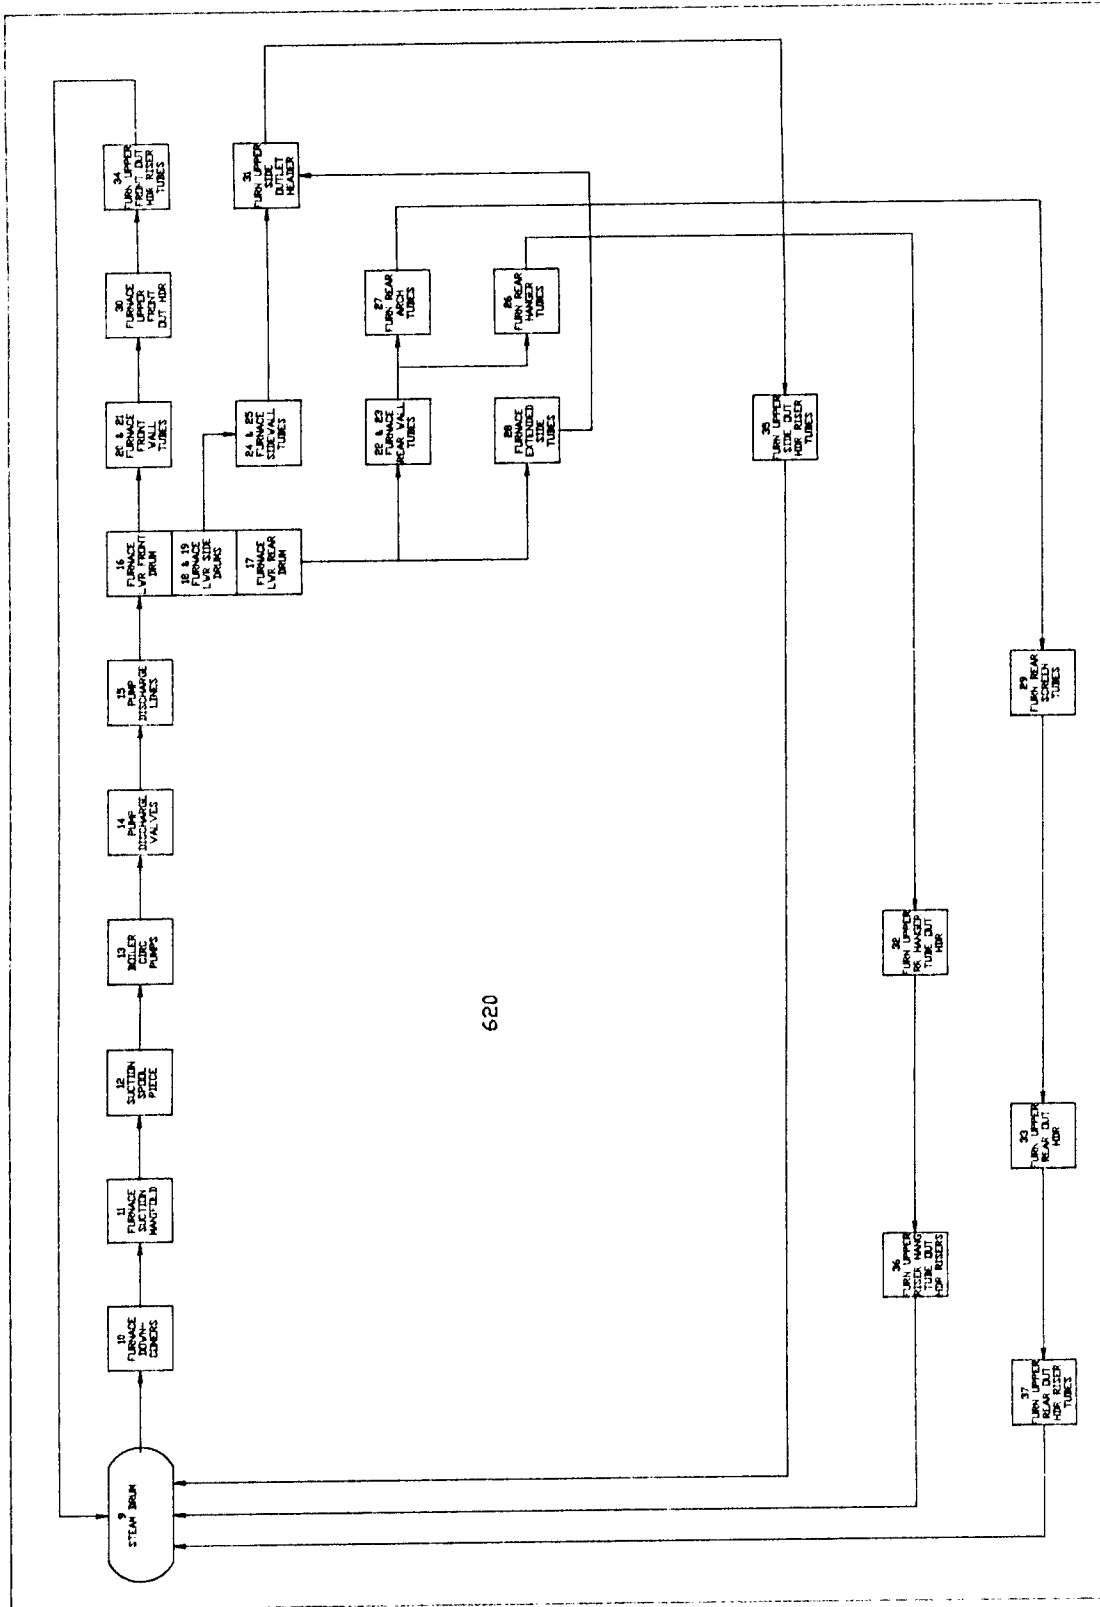 9
STEAM DRUM
10
FURNACE
DOWN-
COMERS
11
FURNACE
SUCTION
MANIFOLD
12
SUCTION
SPOOL
PIECE
13
BOILER
CIRC
PUMPS
14
PUMP
DISCHARGE
VALVES
15
PUMP
DISCHARGE
LINES
16
FURNACE
LWR FRONT
DRUM
18 & 19
FURNACE
LWR SIDE
DRUMS
17
FURNACE
LWR REAR
DRUM
20 & 21
FURNACE
FRONT
WALL
TUBES
30
FURNACE
UPPER
FRONT
OUT HDR
34
FURN UPPER
FRONT OUT
HDR RISER
TUBES
24 & 25
FURNACE
SIDEWALL
TUBES
31
FURN UPPER
SIDE
OUTLET
HEADER
22 & 23
FURNACE
REAR WALL
TUBES
27
FURN REAR
ARCH
TUBES
28
FURNACE
EXTENDED
SIDE
TUBES
26
FURN REAR
HANGER
TUBES
620
35
FURN UPPER
SIDE OUT
HDR RISER
TUBES
36
FURN UPPER
RISER HANG
TUBE OUT
HDR RISERS
32
FURN UPPER
RR HANGER
TUBE OUT
HDR
37
FURN UPPER
REAR OUT
HDR RISER
TUBES
33
FURN UPPER
REAR OUT
HDR
29
FURN REAR
SCREEN
TUBES